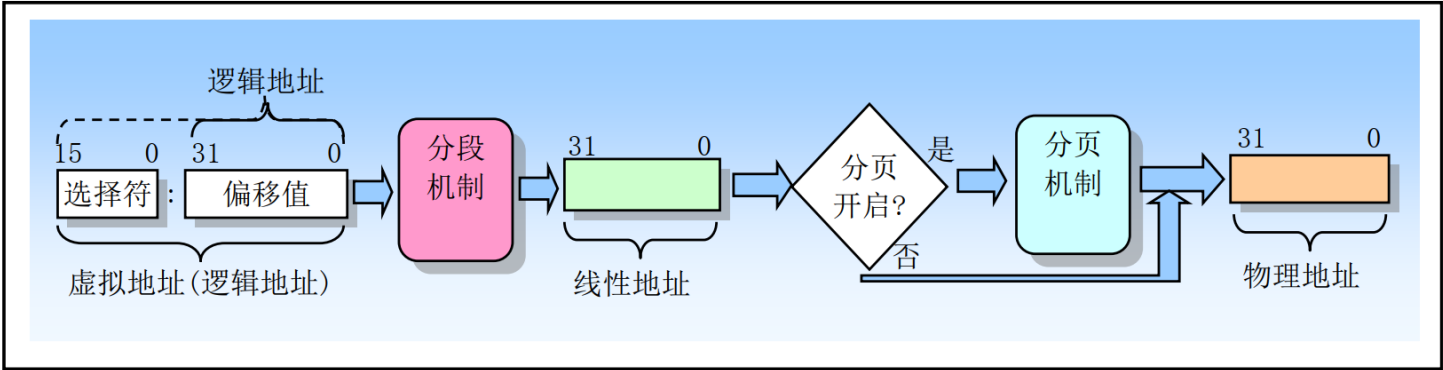 逻辑地址
15 0 31 0
选择符 : 偏移值
分段
机制
31 0
分页
开启?
是
否
分页
机制
31 0
虚拟地址(逻辑地址)
线性地址
物理地址